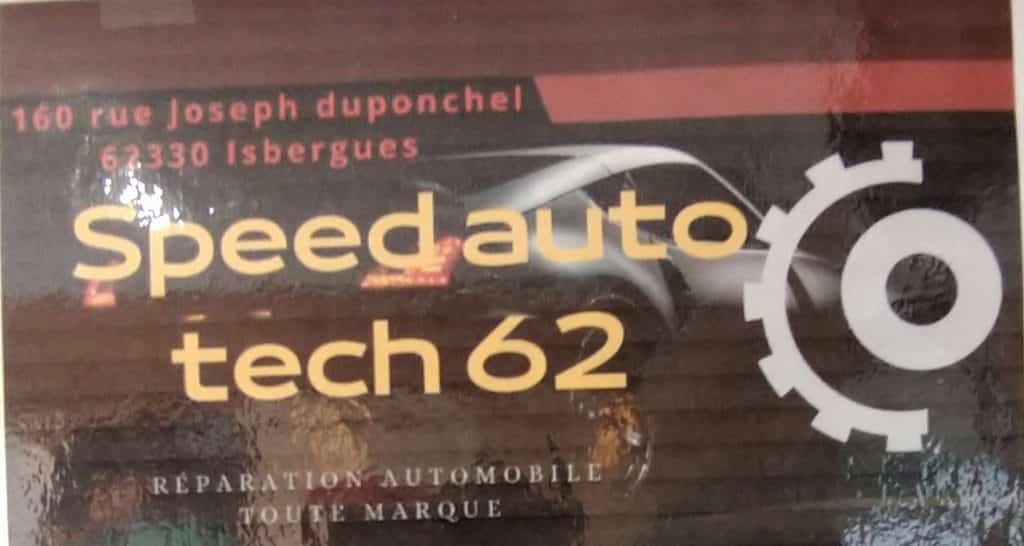 160 rue Joseph duponchel
62330 Isbergues
Speed auto
tech 62
RÉPARATION AUTOMOBILE
TOUTE MARQUE